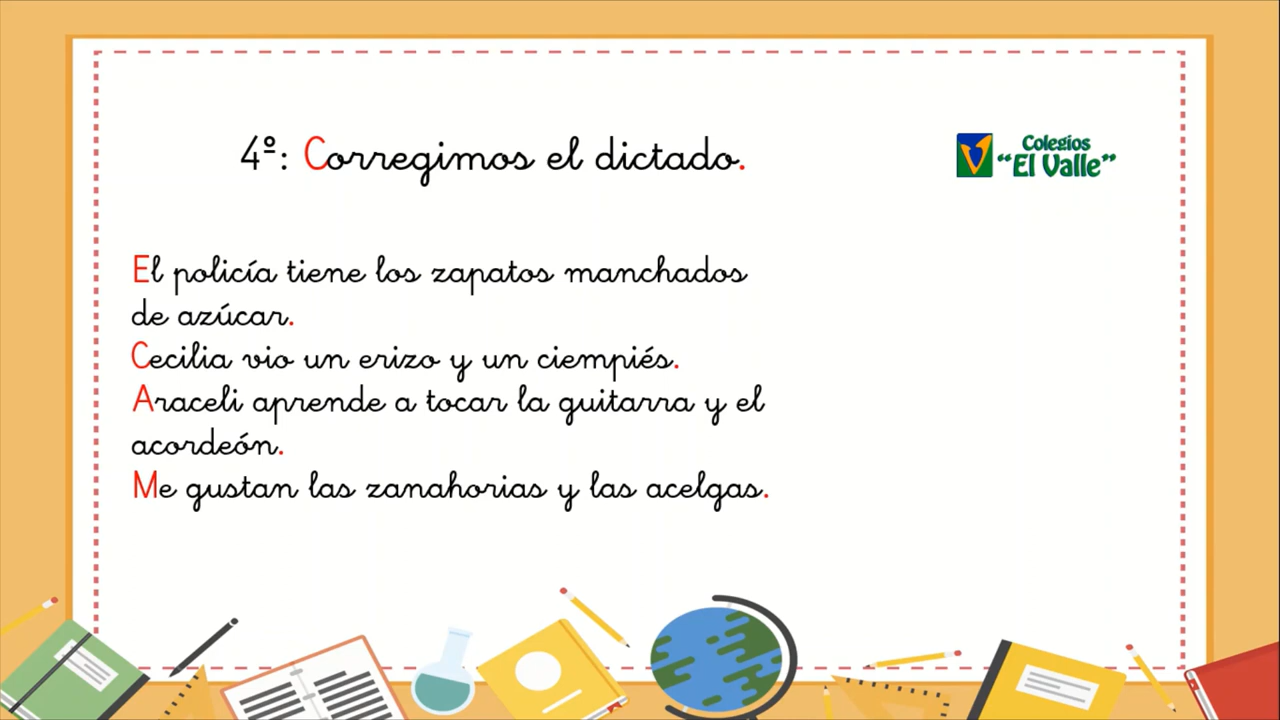 4º: Corregimos el dictado.
Colegios
“El Valle”
El policía tiene los zapatos manchados
de azúcar.
Cecilia vio un erizo y un ciempiés.
Araceli aprende a tocar la guitarra y el
acordeón.
Me gustan las zanahorias y las acelgas.